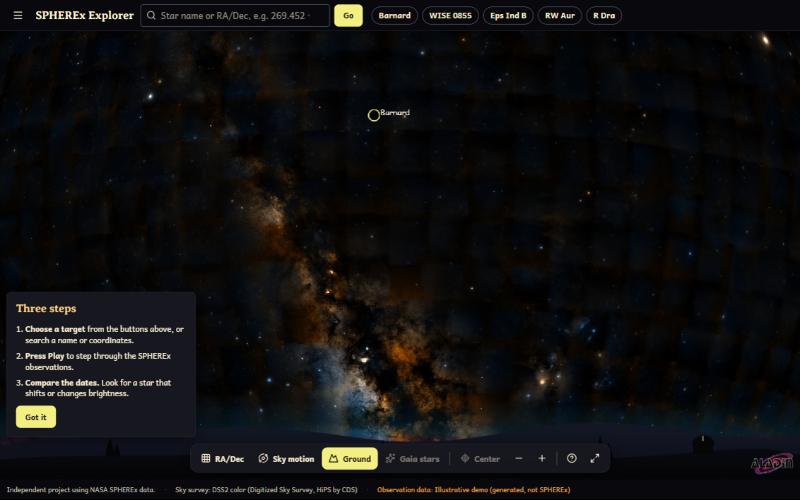 SPHEREx Explorer
Star name or RA/Dec, e.g. 269.452 ·
Go
Barnard
WISE 0855
Eps Ind B
RW Aur
R Dra
Barnard
Three steps
1. Choose a target from the buttons above, or
search a name or coordinates.
2. Press Play to step through the SPHEREx
observations.
3. Compare the dates. Look for a star that
shifts or changes brightness.
Got it
RA/Dec
Sky motion
Ground
Gaia stars
Center
ALADIN
Independent project using NASA SPHEREx data. · Sky survey: DSS2 color (Digitized Sky Survey, HiPS by CDS) · Observation data: Illustrative demo (generated, not SPHEREx)